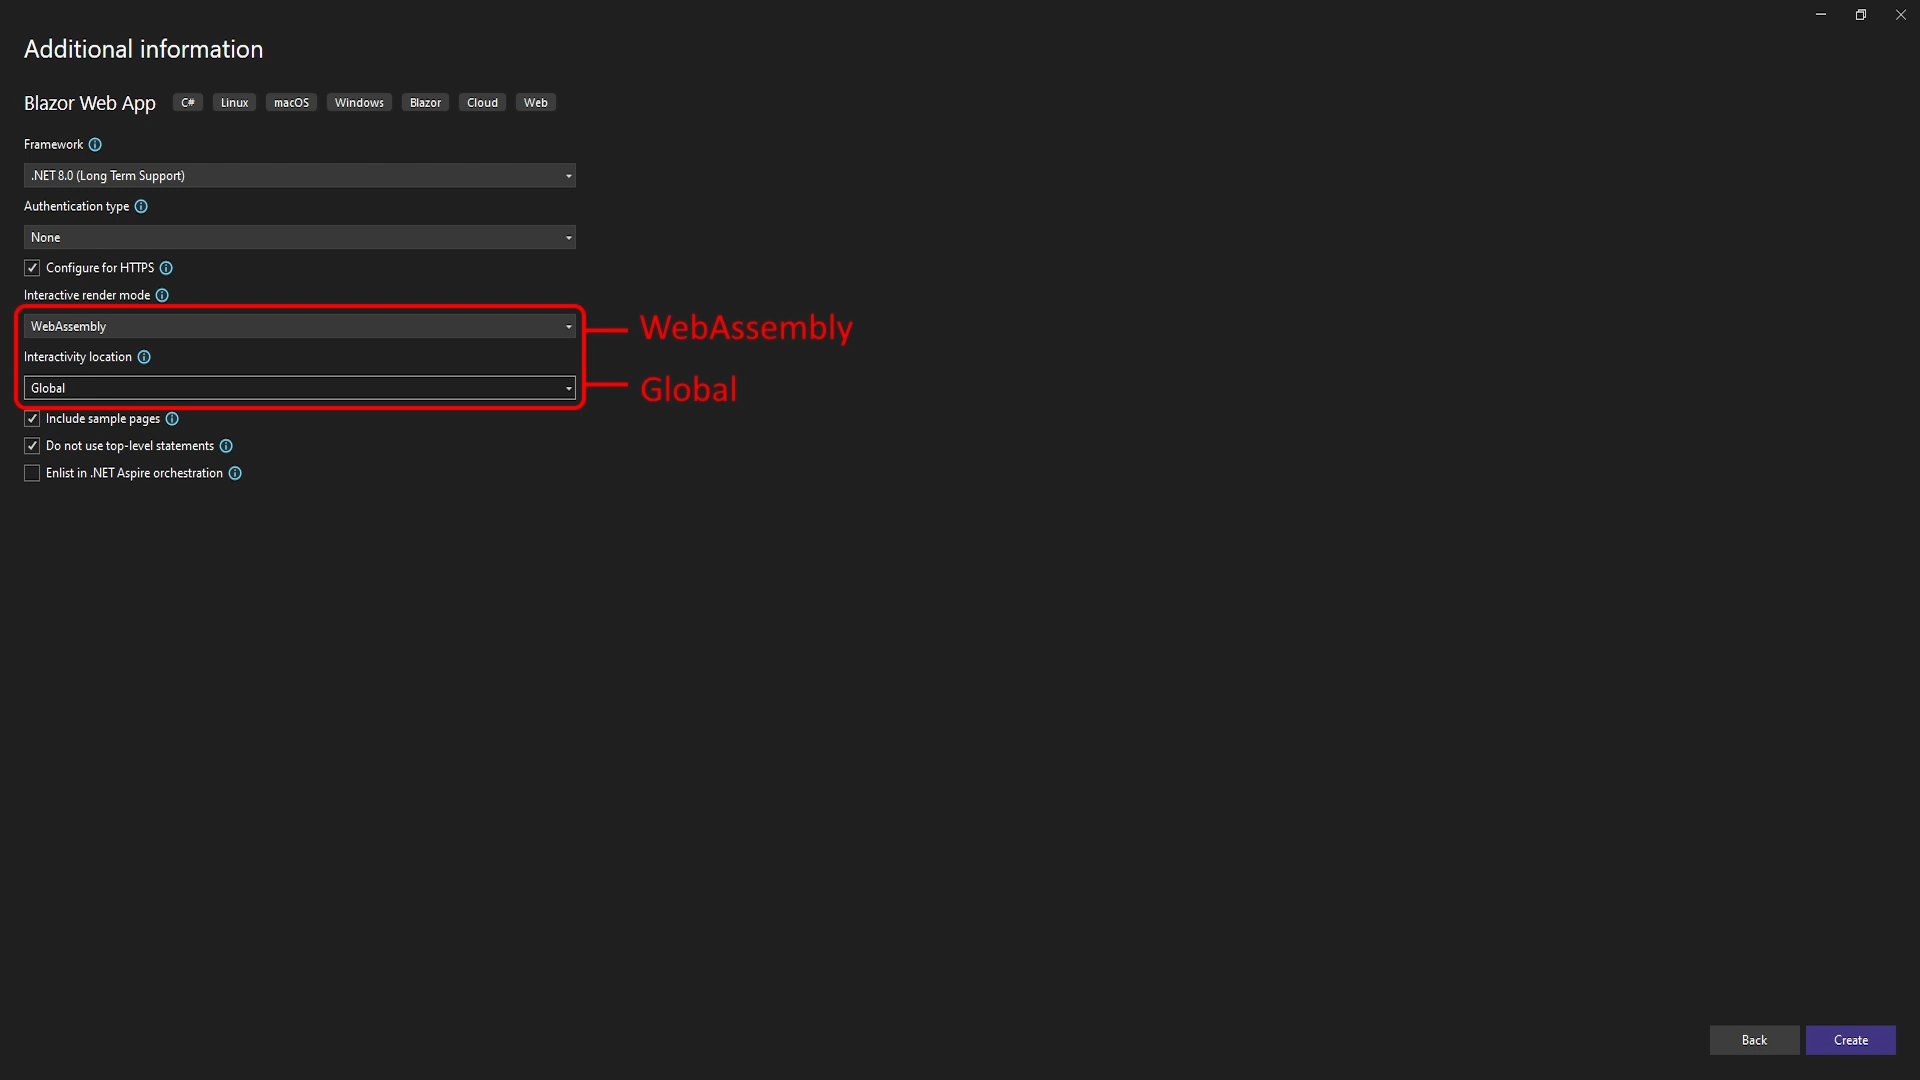 Additional information
Blazor Web App C# Linux macOS Windows Blazor Cloud Web
Framework
.NET 8.0 (Long Term Support)
Authentication type
None
Configure for HTTPS
Interactive render mode
WebAssembly WebAssembly
Interactivity location
Global Global
Include sample pages
Do not use top-level statements
Enlist in .NET Aspire orchestration
Back Create